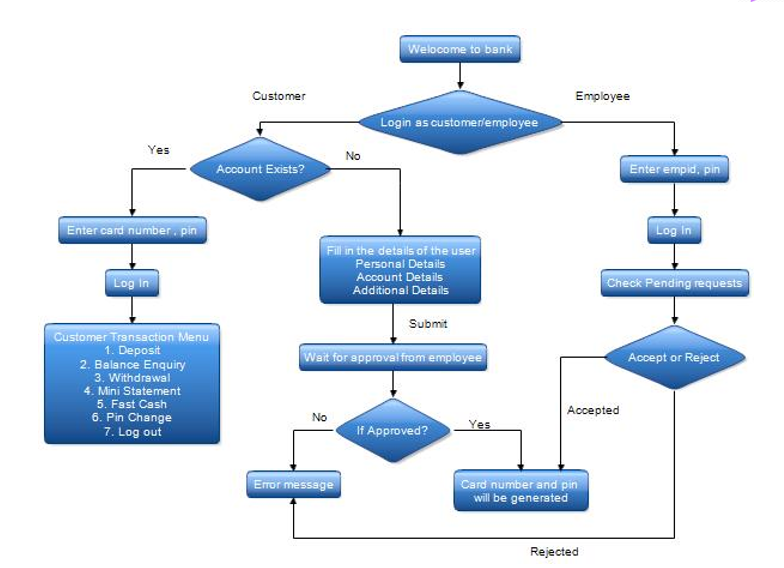 Welocome to bank
Customer
Employee
Login as customer/employee
Yes
Account Exists?
No
Enter empid, pin
Enter card number , pin
Log In
Fill in the details of the user
Personal Details
Account Details
Additional Details
Log In
Check Pending requests
Customer Transaction Menu
1. Deposit
2. Balance Enquiry
3. Withdrawal
4. Mini Statement
5. Fast Cash
6. Pin Change
7. Log out
Submit
Wait for approval from employee
Accept or Reject
No
If Approved?
Yes
Accepted
Error message
Card number and pin
will be generated
Rejected